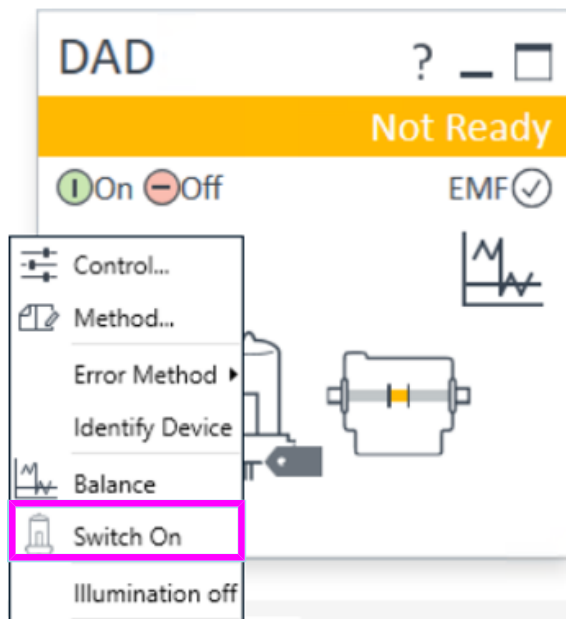 DAD ?
Not Ready
On Off EMF
Control...
Method...
Error Method
Identify Device
Balance
Switch On
Illumination off